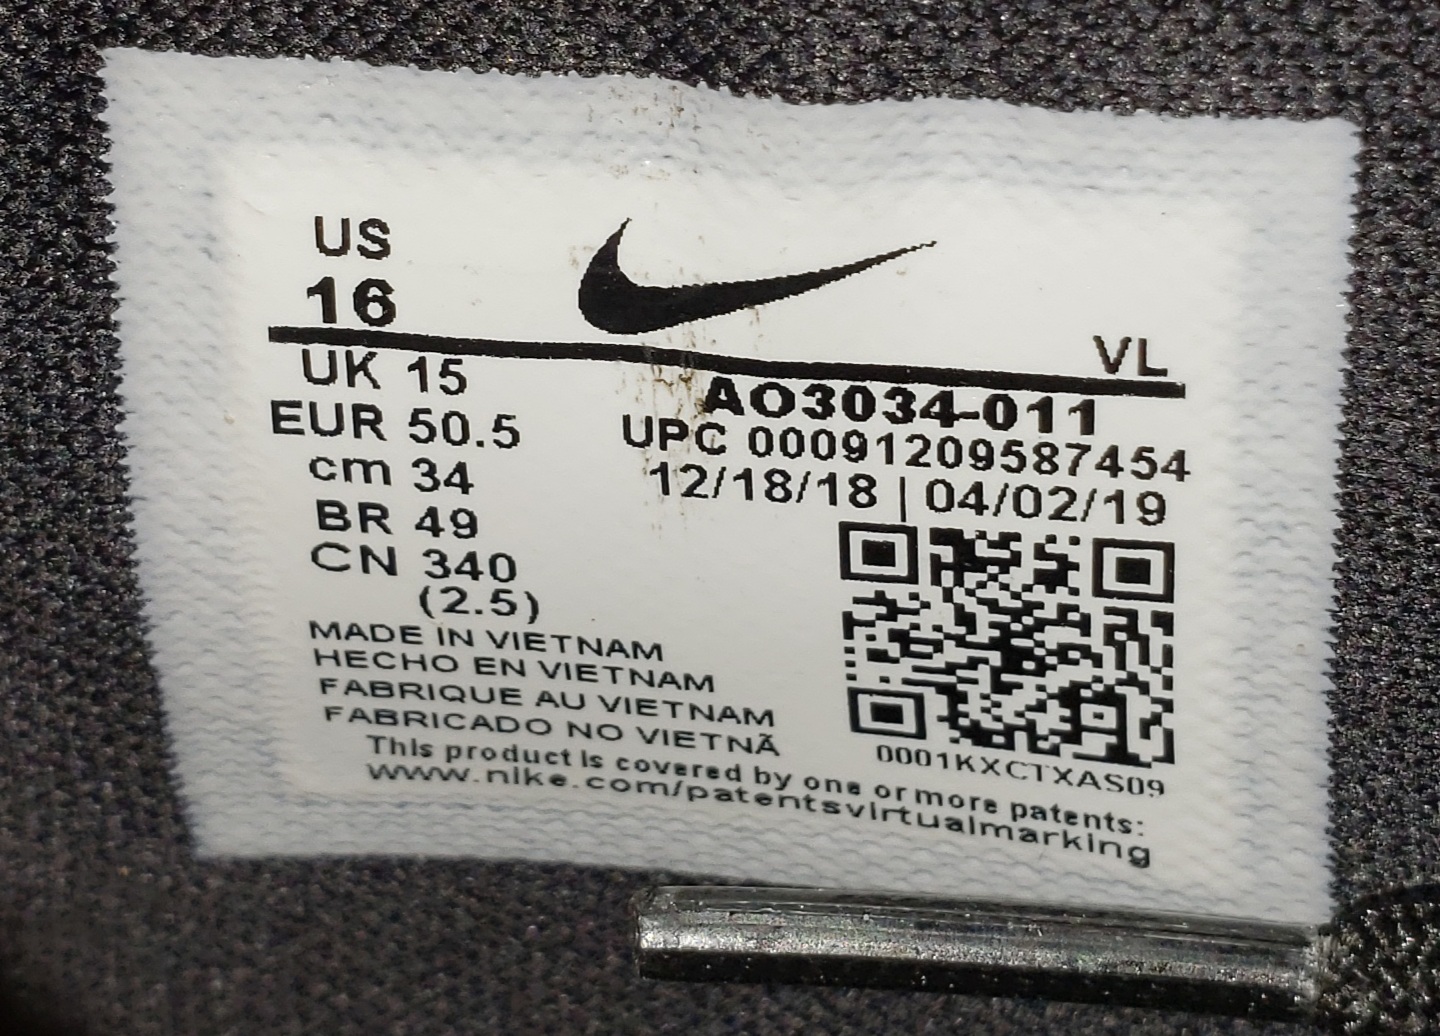 US
16
VL
UK 15
EUR 50.5
cm 34
BR 49
CN 340
(2.5)
AO3034-011
UPC 00091209587454
12/18/18 | 04/02/19
MADE IN VIETNAM
HECHO EN VIETNAM
FABRIQUE AU VIETNAM
FABRICADO NO VIETNÃ
0001KXCTXAS09
This product is covered by one or more patents:
www.nike.com/patentsvirtualmarking